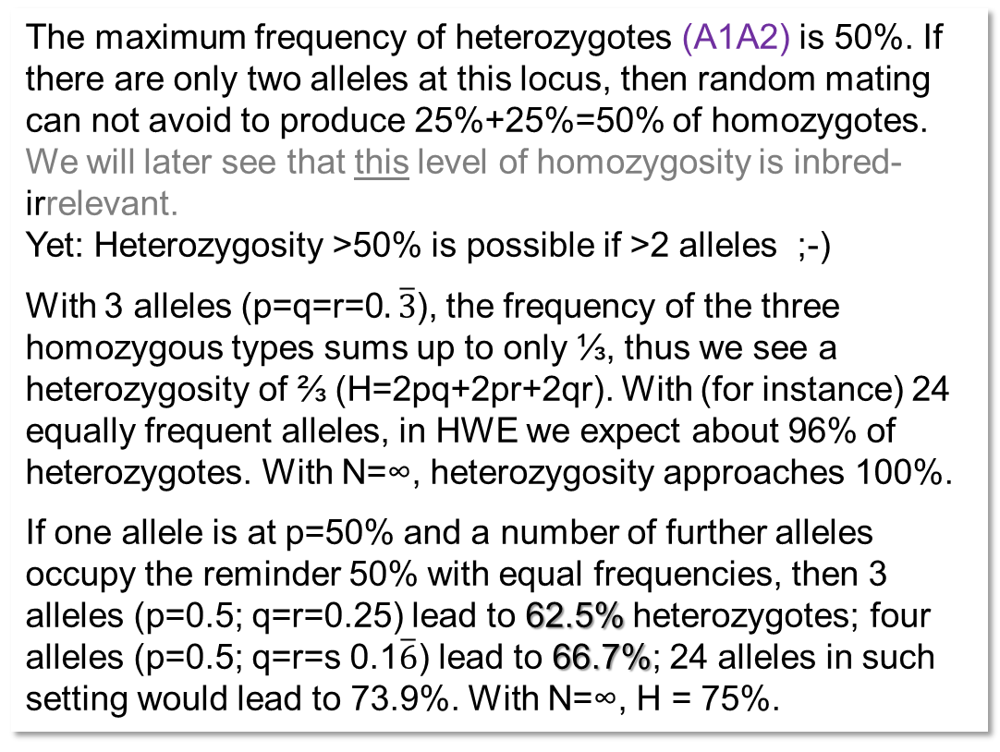 The maximum frequency of heterozygotes (A1A2) is 50%. If
there are only two alleles at this locus, then random mating
can not avoid to produce 25%+25%=50% of homozygotes.
We will later see that this level of homozygosity is inbred-
irrelevant.
Yet: Heterozygosity >50% is possible if >2 alleles ;-)
With 3 alleles (p=q=r=0. 3̅), the frequency of the three
homozygous types sums up to only ⅓, thus we see a
heterozygosity of ⅔ (H=2pq+2pr+2qr). With (for instance) 24
equally frequent alleles, in HWE we expect about 96% of
heterozygotes. With N=∞, heterozygosity approaches 100%.
If one allele is at p=50% and a number of further alleles
occupy the reminder 50% with equal frequencies, then 3
alleles (p=0.5; q=r=0.25) lead to 62.5% heterozygotes; four
alleles (p=0.5; q=r=s 0.16̅) lead to 66.7%; 24 alleles in such
setting would lead to 73.9%. With N=∞, H = 75%.